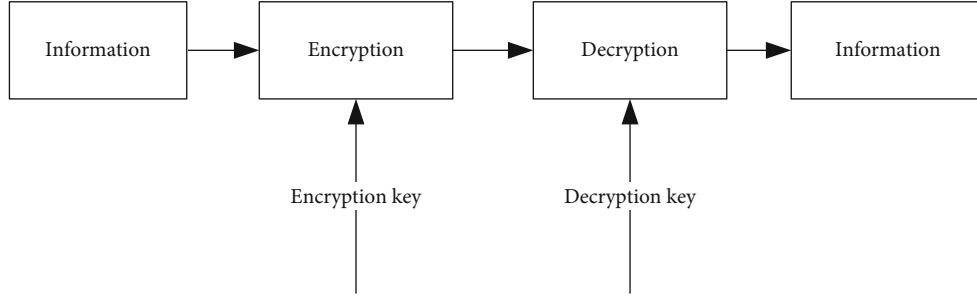 Information
Encryption
Decryption
Information
Encryption key
Decryption key